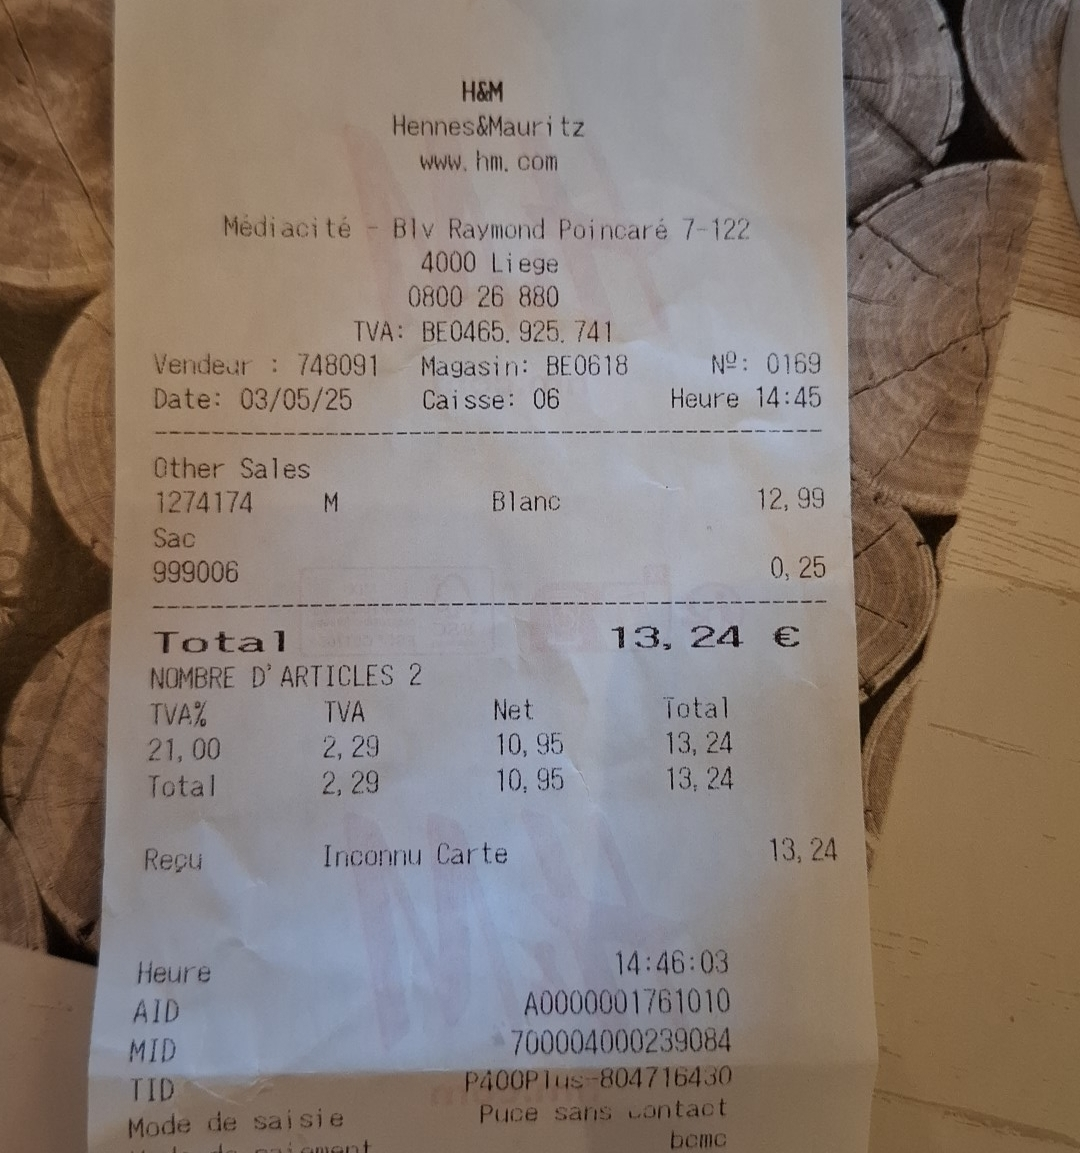 H&M
Hennes&Mauritz
www.hm.com
Médiacité - Blv Raymond Poincaré 7-122
4000 Liege
0800 26 880
TVA: BE0465.925.741
Vendeur : 748091 Magasin: BE0618 Nº: 0169
Date: 03/05/25 Caisse: 06 Heure 14:45
Other Sales
1274174 M Blanc 12,99
Sac
999006 0,25
Total 13,24 €
NOMBRE D'ARTICLES 2
TVA% TVA Net Total
21,00 2,29 10,95 13,24
Total 2,29 10,95 13,24
Reçu Inconnu Carte 13,24
Heure 14:46:03
AID A0000001761010
MID 700004000239084
TID P400Plus-804716430
Mode de saisie Puce sans contact
Mode de paiement bcmc